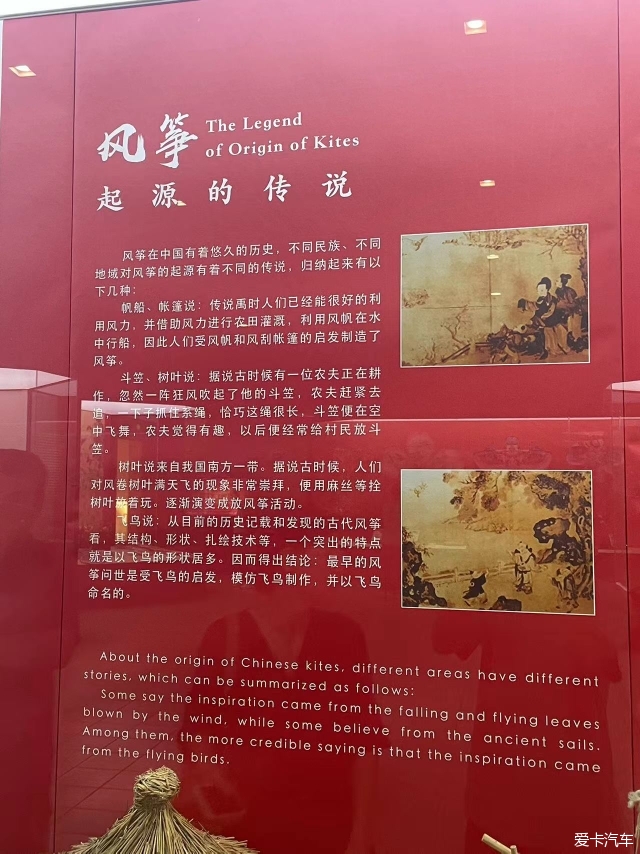 风筝
The Legend
of Origin of Kites
起源的传说
风筝在中国有着悠久的历史，不同民族、不同
地域对风筝的起源有着不同的传说，归纳起来有以
下几种：
帆船、帐篷说：传说禹时人们已经能很好的利
用风力，并借助风力进行农田灌溉，利用风帆在水
中行船，因此人们受风帆和风刮帐篷的启发制造了
风筝。
斗笠、树叶说：据说古时候有一位农夫正在耕
作，忽然一阵狂风吹起了他的斗笠，农夫赶紧去
追，一下子抓住系绳，恰巧这绳很长，斗笠便在空
中飞舞，农夫觉得有趣，以后便经常给村民放斗
笠。
树叶说来自我国南方一带。据说古时候，人们
对风卷树叶满天飞的现象非常崇拜，便用麻丝等拴
树叶放着玩。逐渐演变成放风筝活动。
飞鸟说：从目前的历史记载和发现的古代风筝
看，其结构、形状、扎绘技术等，一个突出的特点
就是以飞鸟的形状居多。因而得出结论：最早的风
筝问世是受飞鸟的启发，模仿飞鸟制作，并以飞鸟
命名的。
About the origin of Chinese kites, different areas have different
stories, which can be summarized as follows:
Some say the inspiration came from the falling and flying leaves
blown by the wind, while some believe from the ancient sails.
Among them, the more credible saying is that the inspiration came
from the flying birds.
爱卡汽车